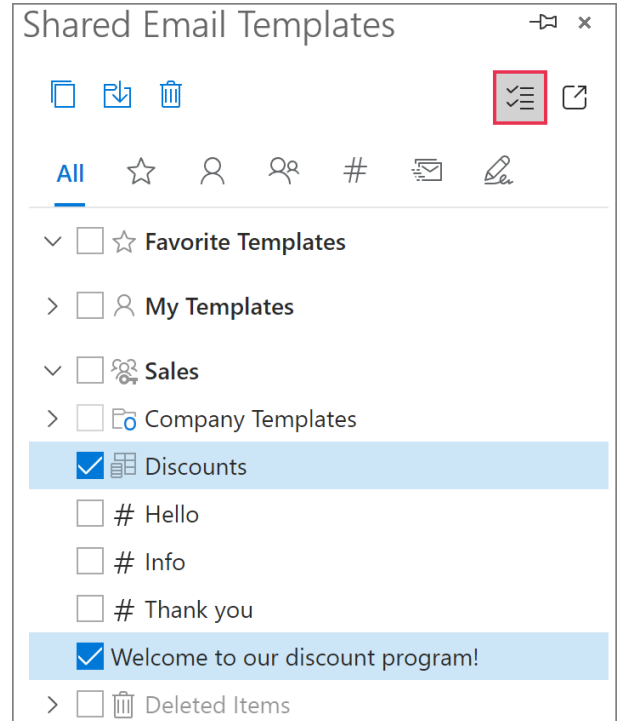 Shared Email Templates
All
#
Favorite Templates
My Templates
Sales
Company Templates
Discounts
# Hello
# Info
# Thank you
Welcome to our discount program!
Deleted Items